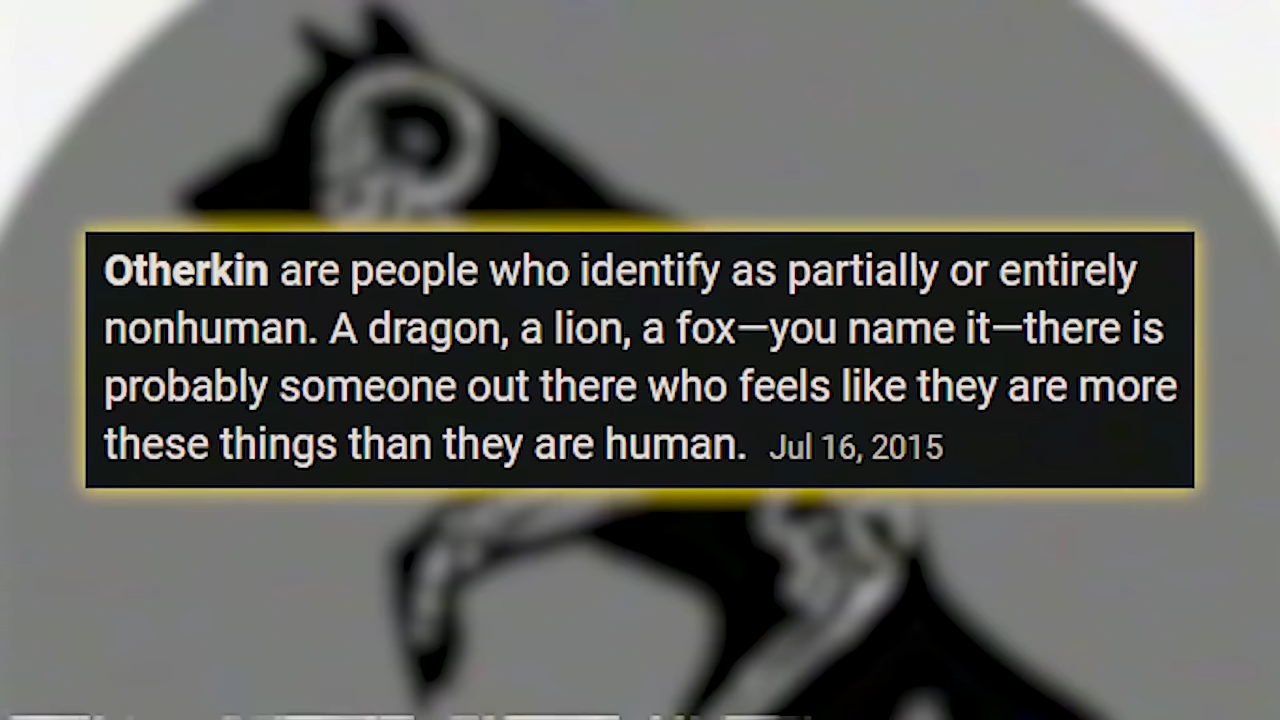 Otherkin are people who identify as partially or entirely
nonhuman. A dragon, a lion, a fox—you name it—there is
probably someone out there who feels like they are more
these things than they are human. Jul 16, 2015